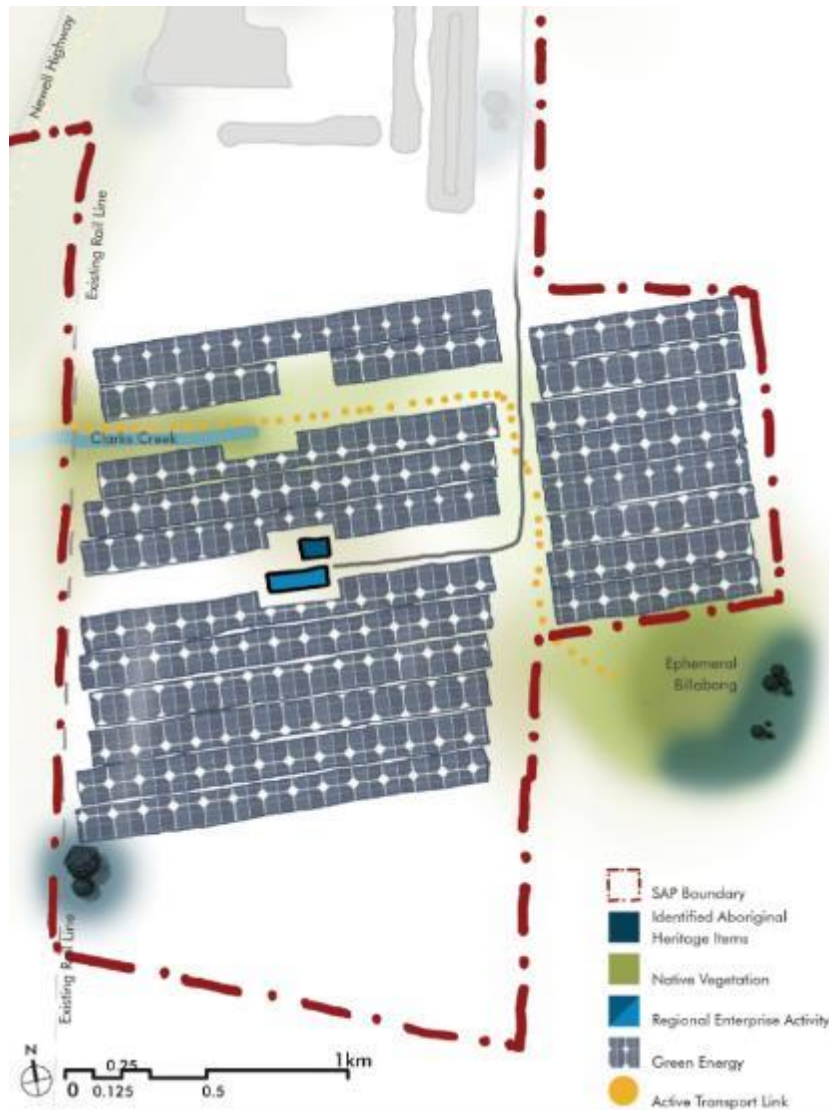 Newell Highway
Existing Rail Line
Clarks Creek
Ephemeral
Billabong
SAP Boundary
Identified Aboriginal
Heritage Items
Native Vegetation
Regional Enterprise Activity
Green Energy
Active Transport Link
Existing Rail Line
N
0.25
1km
0
0.125
0.5